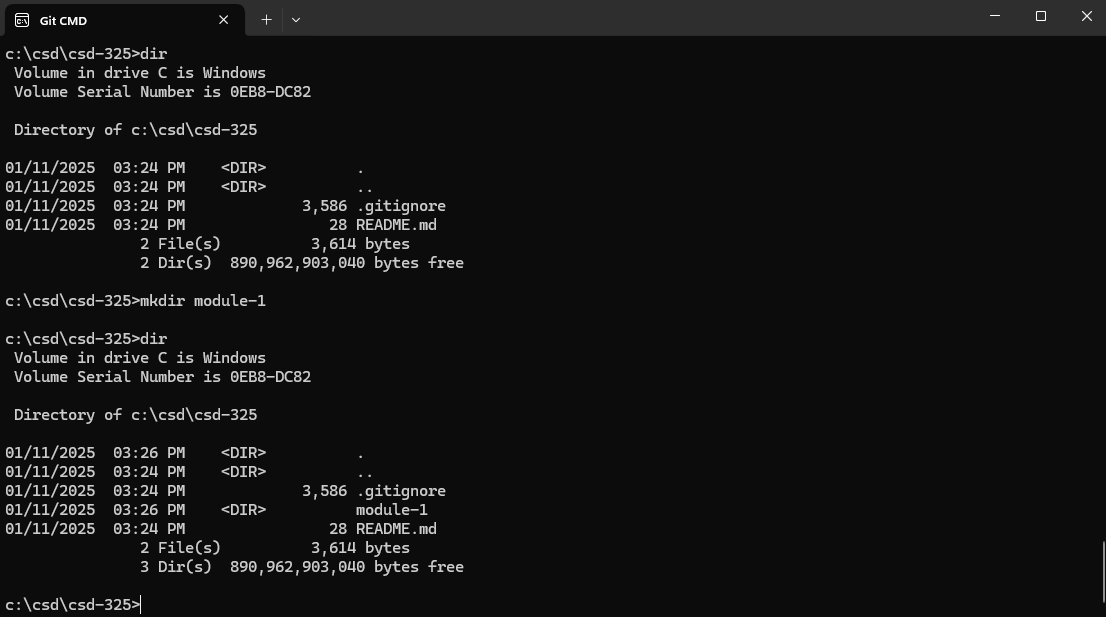 Git CMD
c:\csd\csd-325>dir
 Volume in drive C is Windows
 Volume Serial Number is 0EB8-DC82

 Directory of c:\csd\csd-325

01/11/2025  03:24 PM    <DIR>          .
01/11/2025  03:24 PM    <DIR>          ..
01/11/2025  03:24 PM             3,586 .gitignore
01/11/2025  03:24 PM                28 README.md
               2 File(s)          3,614 bytes
               2 Dir(s)  890,962,903,040 bytes free

c:\csd\csd-325>mkdir module-1

c:\csd\csd-325>dir
 Volume in drive C is Windows
 Volume Serial Number is 0EB8-DC82

 Directory of c:\csd\csd-325

01/11/2025  03:26 PM    <DIR>          .
01/11/2025  03:24 PM    <DIR>          ..
01/11/2025  03:24 PM             3,586 .gitignore
01/11/2025  03:26 PM    <DIR>          module-1
01/11/2025  03:24 PM                28 README.md
               2 File(s)          3,614 bytes
               3 Dir(s)  890,962,903,040 bytes free

c:\csd\csd-325>